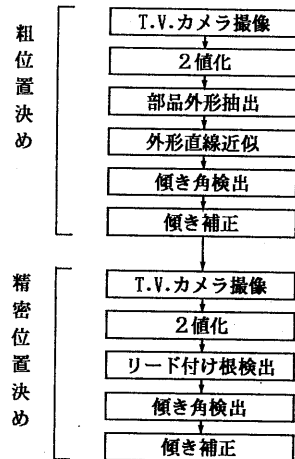 粗位置決め
T.V.カメラ撮像
2値化
部品外形抽出
外形直線近似
傾き角検出
傾き補正
精密位置決め
T.V.カメラ撮像
2値化
リード付け根検出
傾き角検出
傾き補正